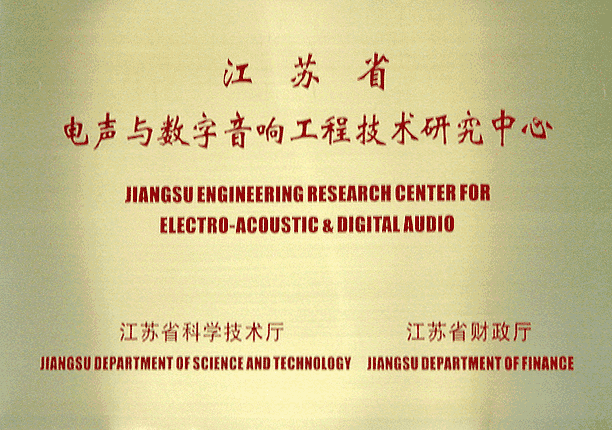 江苏省
电声与数字音响工程技术研究中心
JIANGSU ENGINEERING RESEARCH CENTER FOR
ELECTRO-ACOUSTIC & DIGITAL AUDIO
江苏省科学技术厅 江苏省财政厅
JIANGSU DEPARTMENT OF SCIENCE AND TECHNOLOGY JIANGSU DEPARTMENT OF FINANCE